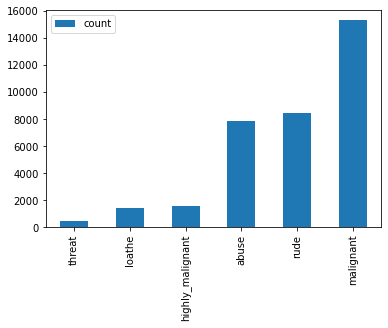 16000
14000
12000
10000
8000
6000
4000
2000
0
count
threat
loathe
highly_malignant
abuse
rude
malignant